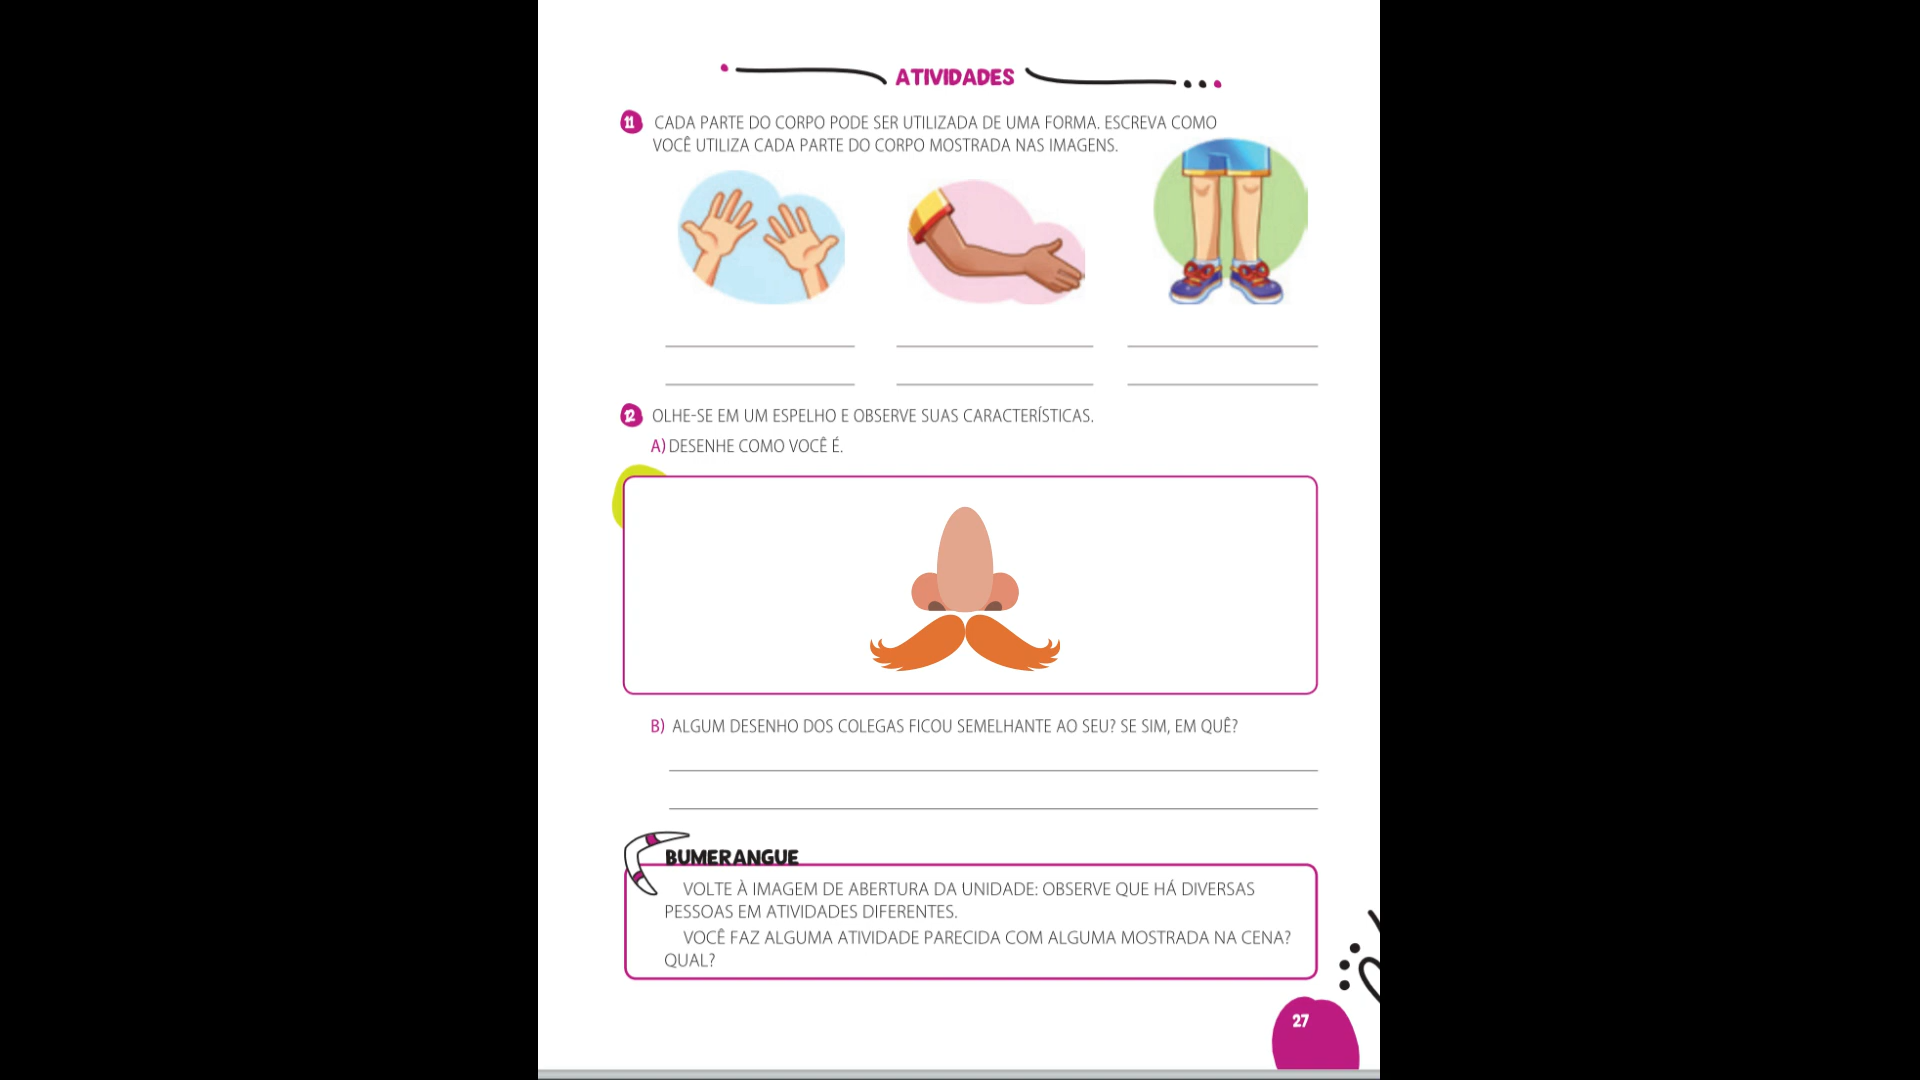 ATIVIDADES
11 CADA PARTE DO CORPO PODE SER UTILIZADA DE UMA FORMA. ESCREVA COMO
VOCÊ UTILIZA CADA PARTE DO CORPO MOSTRADA NAS IMAGENS.
12 OLHE-SE EM UM ESPELHO E OBSERVE SUAS CARACTERÍSTICAS.
A) DESENHE COMO VOCÊ É.
B) ALGUM DESENHO DOS COLEGAS FICOU SEMELHANTE AO SEU? SE SIM, EM QUÊ?
BUMERANGUE
VOLTE À IMAGEM DE ABERTURA DA UNIDADE: OBSERVE QUE HÁ DIVERSAS
PESSOAS EM ATIVIDADES DIFERENTES.
VOCÊ FAZ ALGUMA ATIVIDADE PARECIDA COM ALGUMA MOSTRADA NA CENA?
QUAL?
27